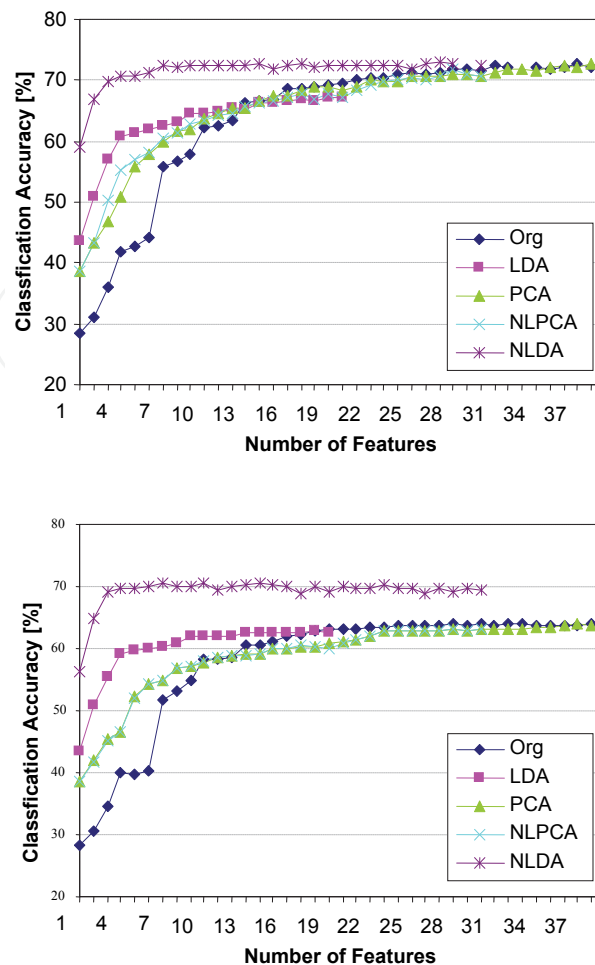 80
70
60
50
40
30
20
Classfication Accuracy [%]
Org
LDA
PCA
NLPCA
NLDA
1 4 7 10 13 16 19 22 25 28 31 34 37
Number of Features
80
70
60
50
40
30
20
Classfication Accuracy [%]
Org
LDA
PCA
NLPCA
NLDA
1 4 7 10 13 16 19 22 25 28 31 34 37
Number of Features